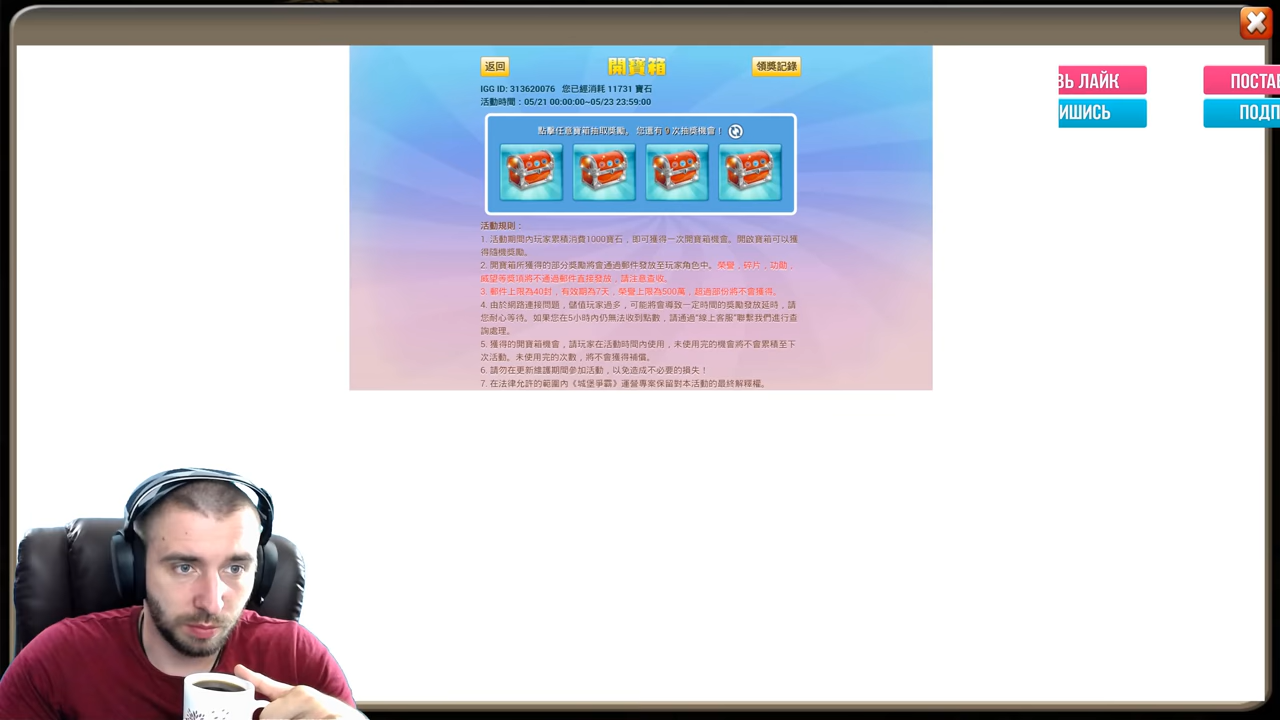 返回
開寶箱
領獎記錄
IGG ID: 313620076 您已經消耗 11731 寶石
活動時間：05/21 00:00:00~05/23 23:59:00
點擊任意寶箱抽取獎勵，您還有 9 次抽獎機會！
活動規則：
1. 活動期間內玩家累積消費1000寶石，即可獲得一次開寶箱機會。開啟寶箱可以獲
得隨機獎勵。
2. 開寶箱所獲得的部分獎勵將會通過郵件發放至玩家角色中。榮譽，碎片，功勛，
威望等獎項將不通過郵件直接發放，請注意查收。
3. 郵件上限為40封，有效期為7天，榮譽上限為500萬，超過部份將不會獲得。
4. 由於網路連接問題，儲值玩家過多，可能將會導致一定時間的獎勵發放延時，請
您耐心等待。如果您在5小時內仍無法收到點數，請通過“線上客服”聯繫我們進行查
詢處理。
5. 獲得的開寶箱機會，請玩家在活動時間內使用，未使用完的機會將不會累積至下
次活動。未使用完的次數，將不會獲得補償。
6. 請勿在更新維護期間參加活動，以免造成不必要的損失！
7. 在法律允許的範圍內《城堡爭霸》運營專案保留對本活動的最終解釋權。
ВЬ ЛАЙК
ИШИСЬ
ПОСТА
ПОДП